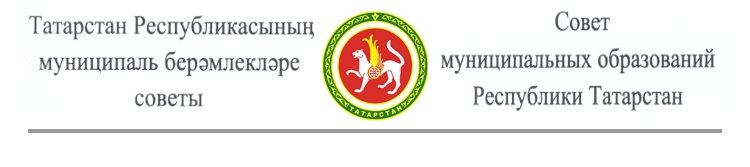 Татарстан Республикасының
муниципаль берәмлекләре
советы
ТАТАРСТАН
Совет
муниципальных образований
Республики Татарстан